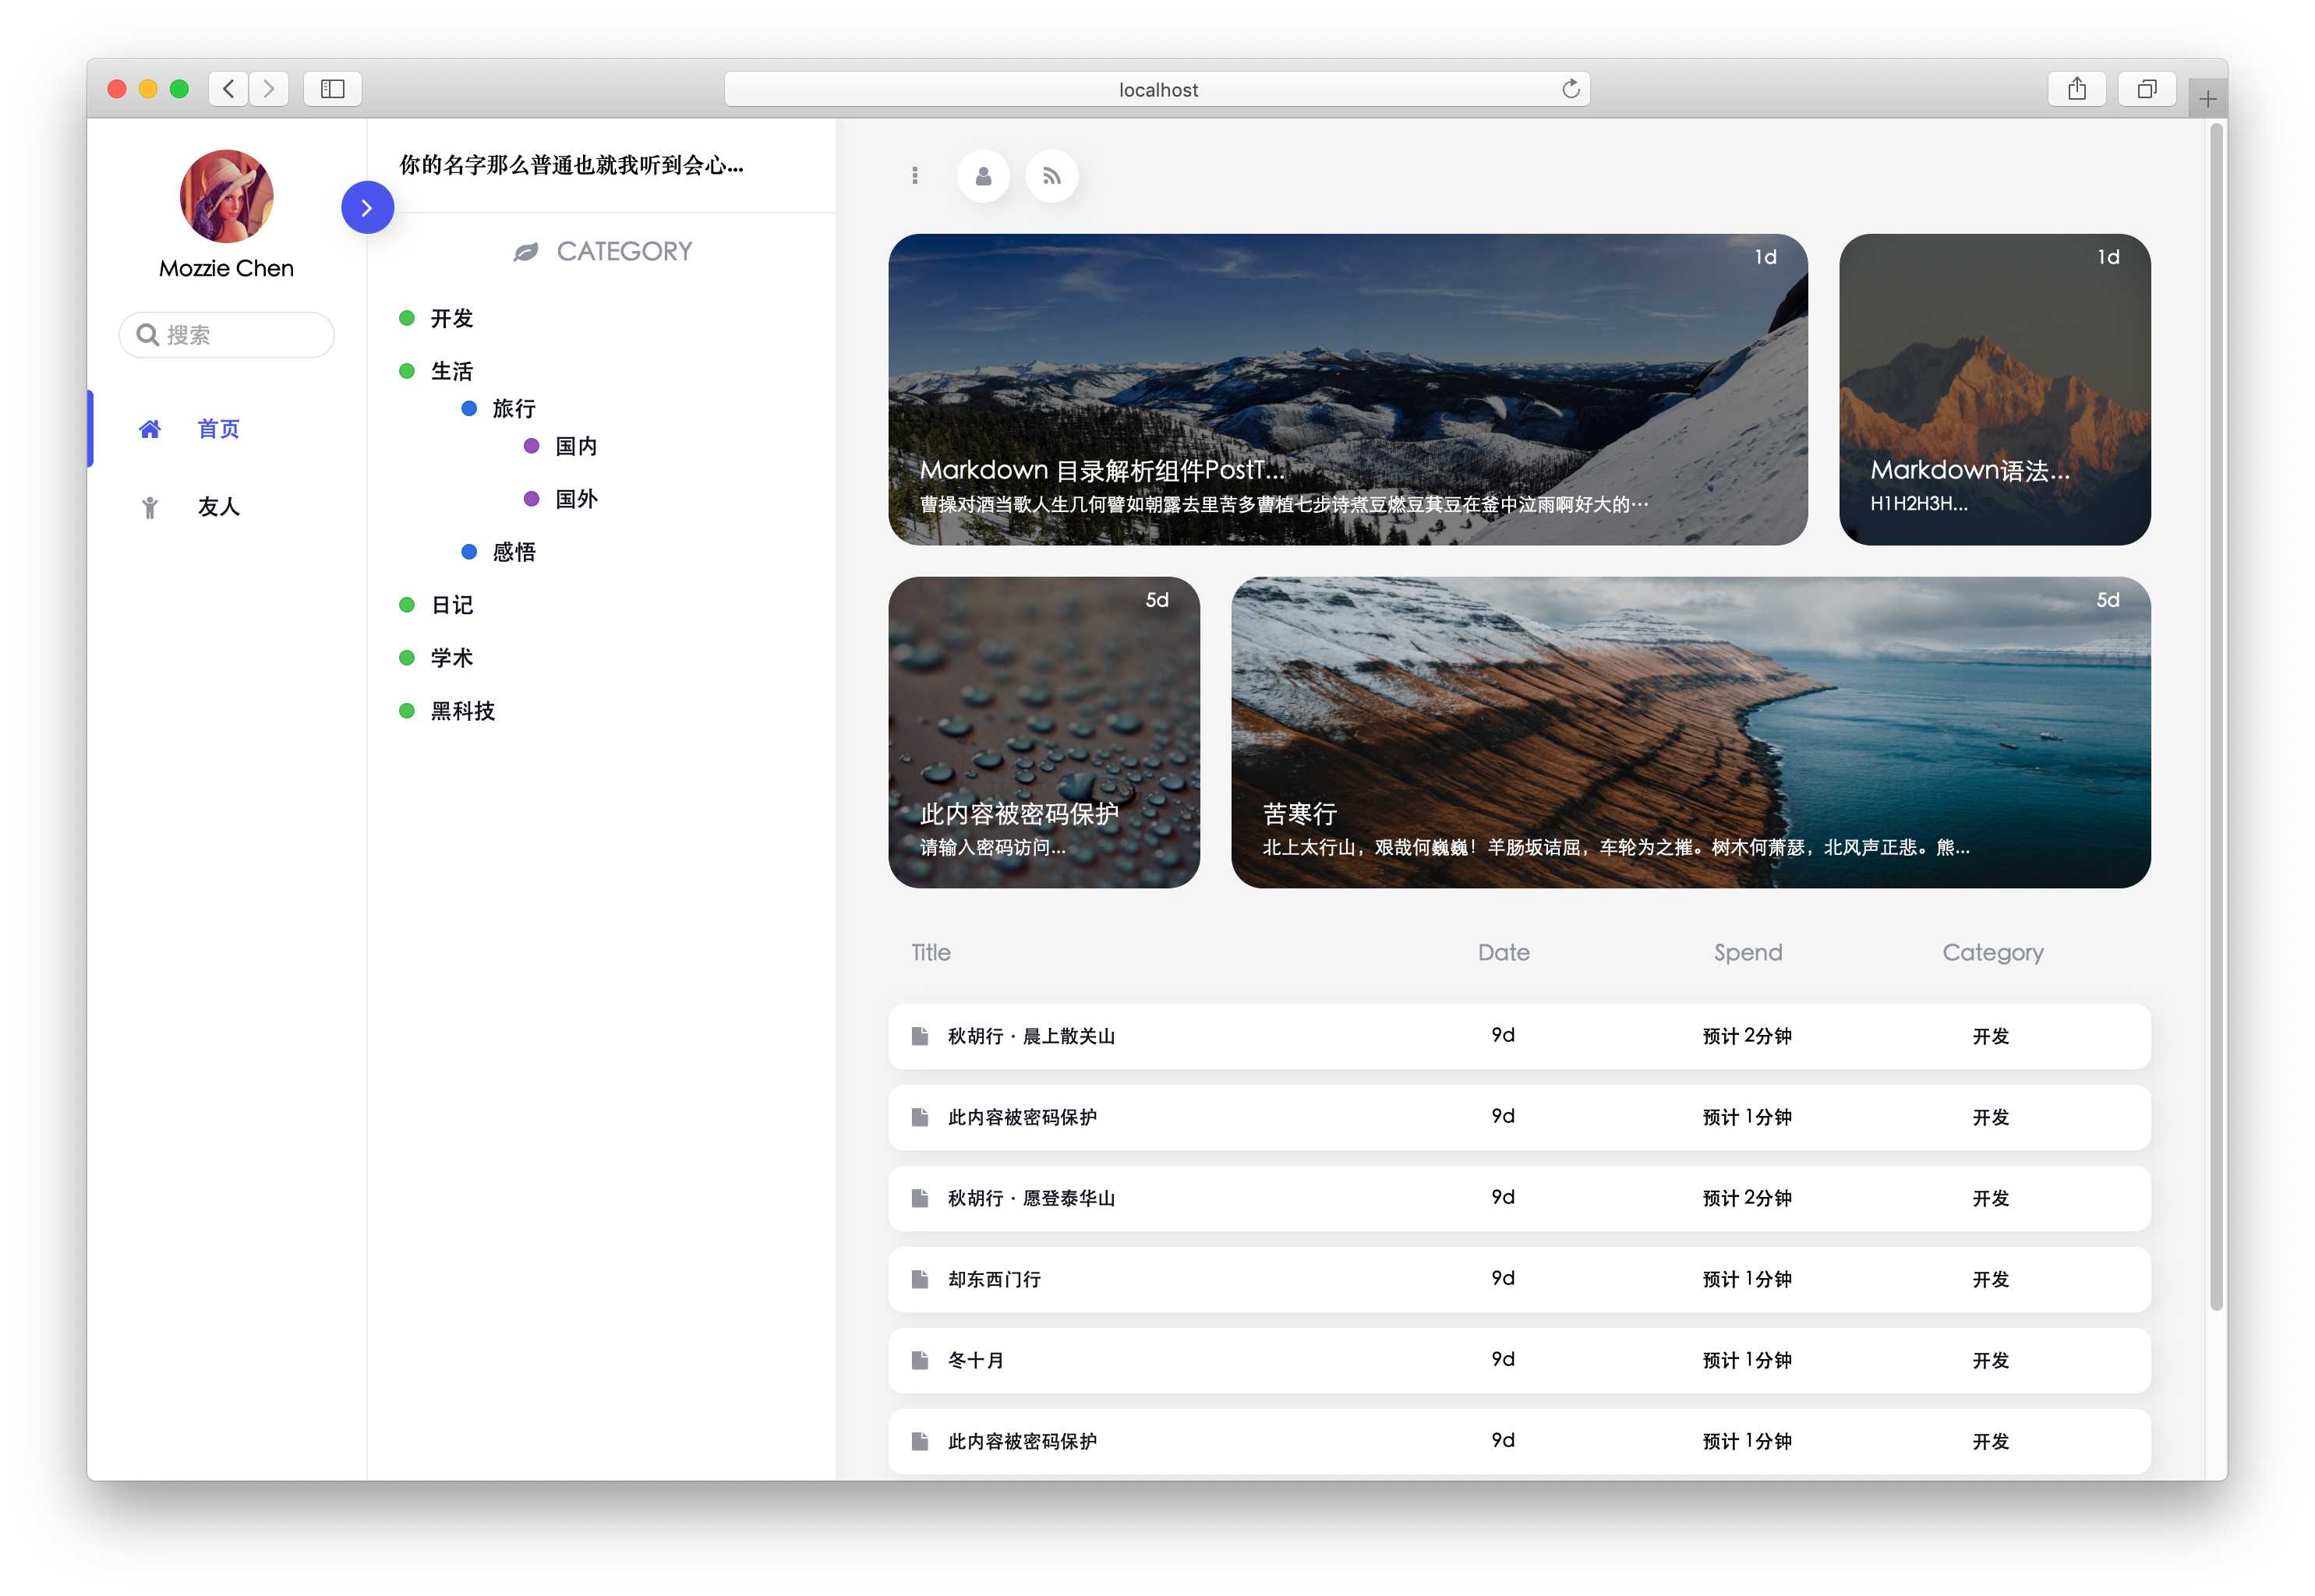 localhost
Mozzie Chen
搜索
首页
友人
你的名字那么普通也就我听到会心...
CATEGORY
开发
生活
旅行
国内
国外
感悟
日记
学术
黑科技
1d
Markdown 目录解析组件PostT...
曹操对酒当歌人生几何譬如朝露去里苦多曹植七步诗煮豆燃豆萁豆在釜中泣雨啊好大的…
1d
Markdown语法...
H1H2H3H...
5d
此内容被密码保护
请输入密码访问...
5d
苦寒行
北上太行山，艰哉何巍巍！羊肠坂诘屈，车轮为之摧。树木何萧瑟，北风声正悲。熊...
Title Date Spend Category
秋胡行 · 晨上散关山 9d 预计 2分钟 开发
此内容被密码保护 9d 预计 1分钟 开发
秋胡行 · 愿登泰华山 9d 预计 2分钟 开发
却东西门行 9d 预计 1分钟 开发
冬十月 9d 预计 1分钟 开发
此内容被密码保护 9d 预计 1分钟 开发